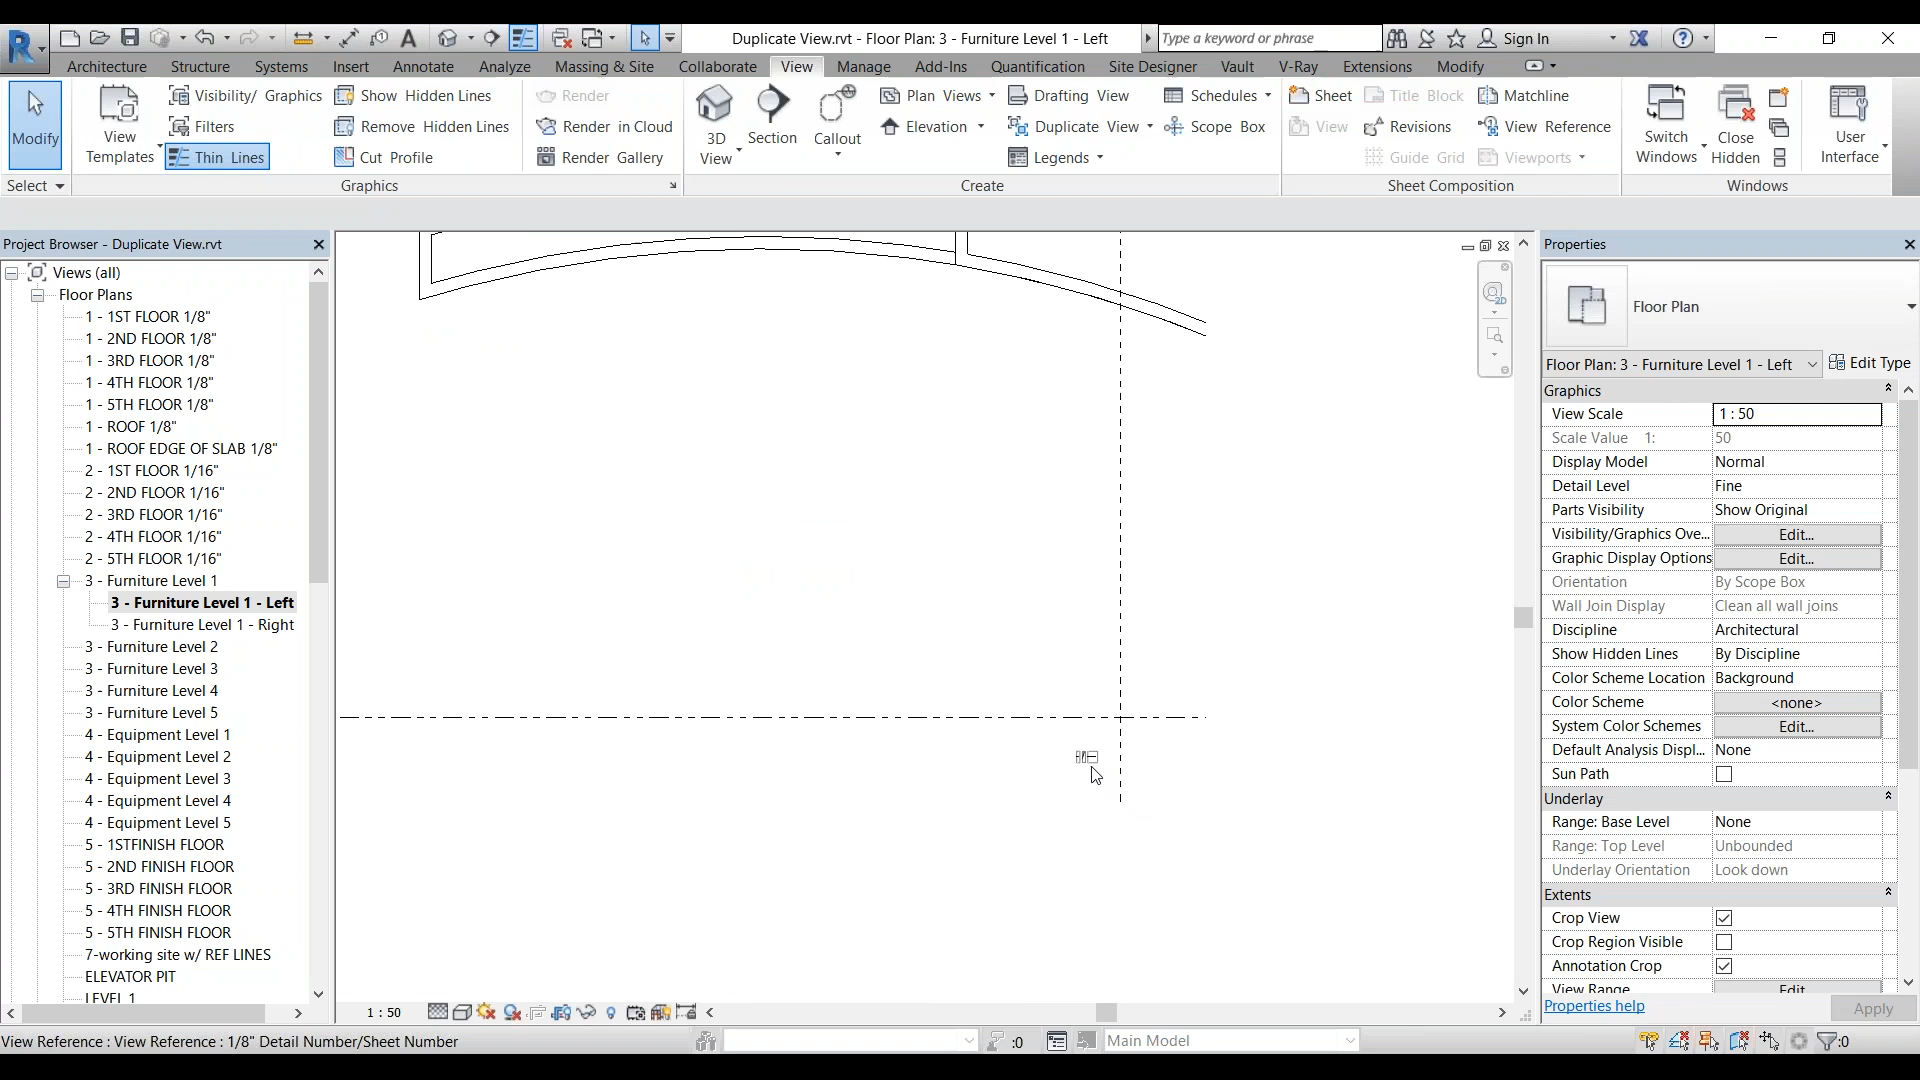 Duplicate View.rvt - Floor Plan: 3 - Furniture Level 1 - Left
Type a keyword or phrase
Sign In
Architecture Structure Systems Insert Annotate Analyze Massing & Site Collaborate View Manage Add-Ins Quantification Site Designer Vault V-Ray Extensions Modify
Modify
View
Templates
Visibility/ Graphics
Filters
Thin Lines
Show Hidden Lines
Remove Hidden Lines
Cut Profile
Render
Render in Cloud
Render Gallery
3D
View
Section
Callout
Plan Views
Elevation
Drafting View
Duplicate View
Legends
Schedules
Scope Box
Sheet
View
Title Block
Revisions
Guide Grid
Matchline
View Reference
Viewports
Switch
Windows
Close
Hidden
User
Interface
Select Graphics Create Sheet Composition Windows
Project Browser - Duplicate View.rvt
Views (all)
Floor Plans
1 - 1ST FLOOR 1/8"
1 - 2ND FLOOR 1/8"
1 - 3RD FLOOR 1/8"
1 - 4TH FLOOR 1/8"
1 - 5TH FLOOR 1/8"
1 - ROOF 1/8"
1 - ROOF EDGE OF SLAB 1/8"
2 - 1ST FLOOR 1/16"
2 - 2ND FLOOR 1/16"
2 - 3RD FLOOR 1/16"
2 - 4TH FLOOR 1/16"
2 - 5TH FLOOR 1/16"
3 - Furniture Level 1
3 - Furniture Level 1 - Left
3 - Furniture Level 1 - Right
3 - Furniture Level 2
3 - Furniture Level 3
3 - Furniture Level 4
3 - Furniture Level 5
4 - Equipment Level 1
4 - Equipment Level 2
4 - Equipment Level 3
4 - Equipment Level 4
4 - Equipment Level 5
5 - 1STFINISH FLOOR
5 - 2ND FINISH FLOOR
5 - 3RD FINISH FLOOR
5 - 4TH FINISH FLOOR
5 - 5TH FINISH FLOOR
7-working site w/ REF LINES
ELEVATOR PIT
LEVEL 1
2D
Properties
Floor Plan
Floor Plan: 3 - Furniture Level 1 - Left Edit Type
Graphics
View Scale 1 : 50
Scale Value 1: 50
Display Model Normal
Detail Level Fine
Parts Visibility Show Original
Visibility/Graphics Ove... Edit...
Graphic Display Options Edit...
Orientation By Scope Box
Wall Join Display Clean all wall joins
Discipline Architectural
Show Hidden Lines By Discipline
Color Scheme Location Background
Color Scheme <none>
System Color Schemes Edit...
Default Analysis Displ... None
Sun Path
Underlay
Range: Base Level None
Range: Top Level Unbounded
Underlay Orientation Look down
Extents
Crop View
Crop Region Visible
Annotation Crop
View Range Edit
Properties help Apply
1 : 50
View Reference : View Reference : 1/8" Detail Number/Sheet Number
:0
Main Model
:0